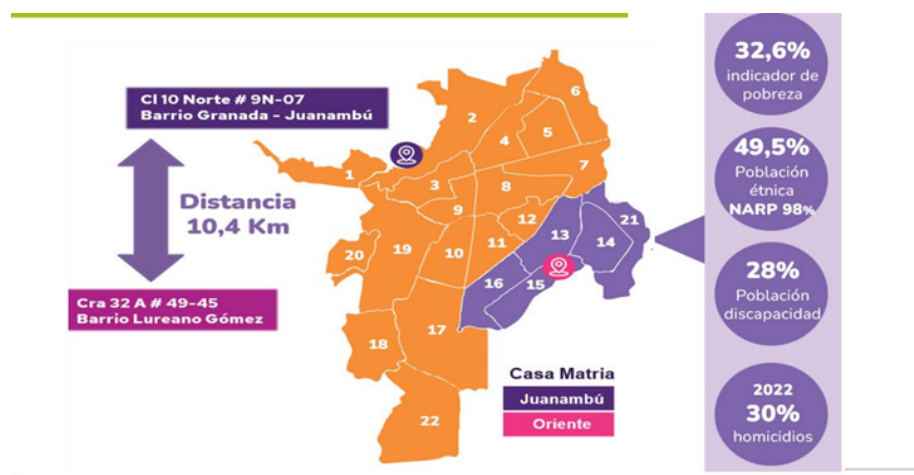 Cl 10 Norte # 9N-07
Barrio Granada - Juanambú
Distancia
10,4 Km
Cra 32 A # 49-45
Barrio Lureano Gómez
1
2
3
4
5
6
7
8
9
10
11
12
13
14
15
16
17
18
19
20
21
22
Casa Matria
Juanambú
Oriente
32,6%
indicador de
pobreza
49,5%
Población
étnica
NARP 98%
28%
Población
discapacidad
2022
30%
homicidios